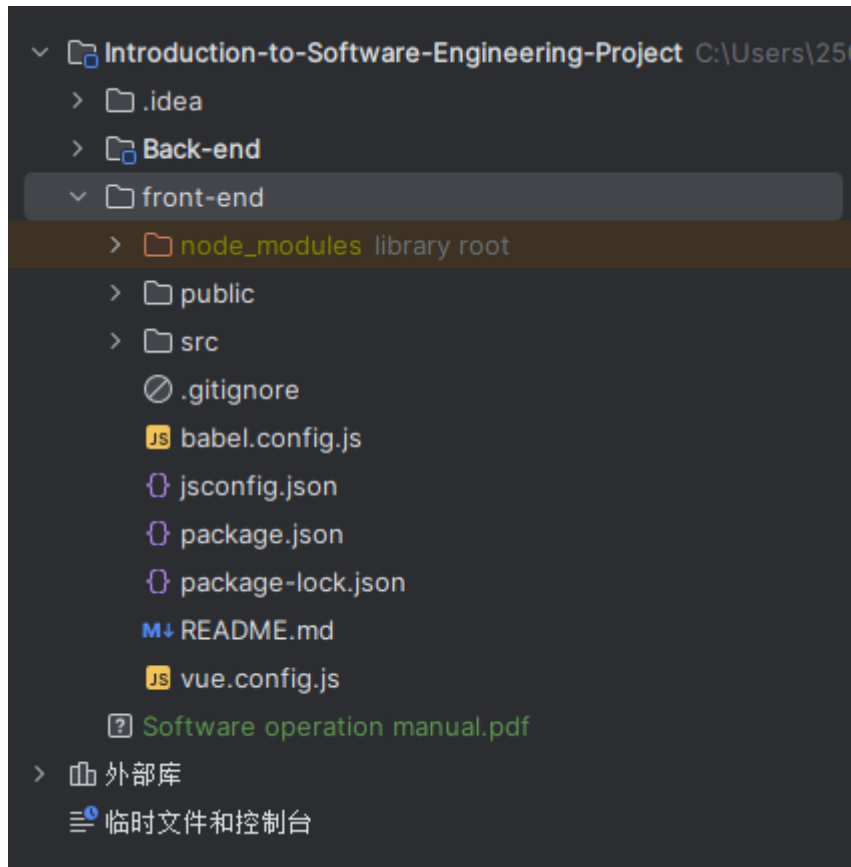 Introduction-to-Software-Engineering-Project C:\Users\25
.idea
Back-end
front-end
node_modules library root
public
src
.gitignore
JS babel.config.js
{} jsconfig.json
{} package.json
{} package-lock.json
M↓ README.md
JS vue.config.js
? Software operation manual.pdf
外部库
临时文件和控制台